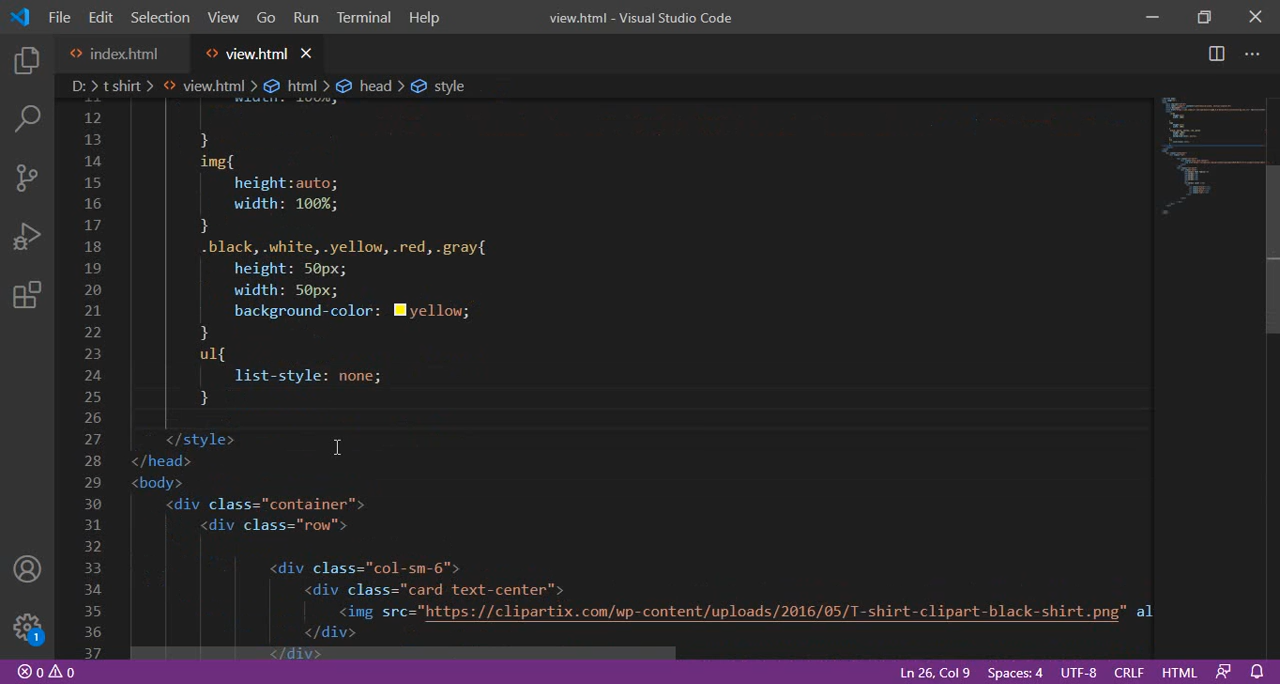 File Edit Selection View Go Run Terminal Help view.html - Visual Studio Code
index.html view.html
D: > t shirt > view.html > html > head > style
11 width: 100%;
12
13 }
14 img{
15 height:auto;
16 width: 100%;
17 }
18 .black,.white,.yellow,.red,.gray{
19 height: 50px;
20 width: 50px;
21 background-color: yellow;
22 }
23 ul{
24 list-style: none;
25 }
26
27 </style>
28 </head>
29 <body>
30 <div class="container">
31 <div class="row">
32
33 <div class="col-sm-6">
34 <div class="card text-center">
35 <img src="https://clipartix.com/wp-content/uploads/2016/05/T-shirt-clipart-black-shirt.png" al
36 </div>
37 </div>
1
0 0 Ln 26, Col 9 Spaces: 4 UTF-8 CRLF HTML